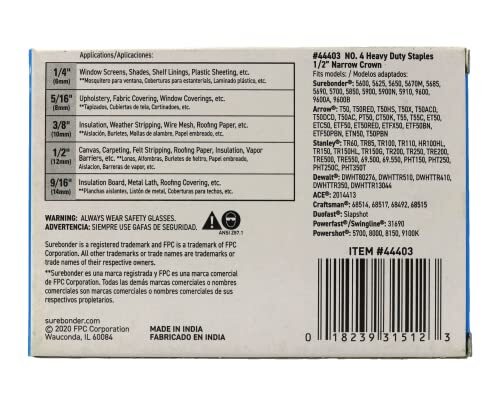 Applications/Aplicaciones:
1/4"
(6mm)
Window Screens, Shades, Shelf Linings, Plastic Sheeting, etc.
**Mosquitero para ventana, Coberturas para estanterials, Laminado plástico, etc.
5/16"
(8mm)
Upholstery, Fabric Covering, Window Coverings, etc.
**Tapizados, Cubiertas de tela, Cortinadoes, etc.
3/8"
(10mm)
Insulation, Weather Stripping, Wire Mesh, Roofing Paper, etc.
**Aislación, Burletes, Mallas de alambre, Papel embreado, etc.
1/2"
(12mm)
Canvas, Carpeting, Felt Stripping, Roofing Paper, Insulation, Vapor
Barriers, etc. **Lonas, Alfombras, Burletes de feltro, Papel embreado, etc.
Aislacion, Barreras de vapor, etc.
9/16"
(14mm)
Insulation Board, Metal Lath, Roofing Covering, etc.
**Planchas aislantes, Listón de metal, Coberturas para techos, etc.
WARNING: ALWAYS WEAR SAFETY GLASSES.
ADVERTENCIA: SIEMPRE USE GAFAS DE SEGURIDAD.
ANSI Z87.1
Surebonder is a registered trademark and FPC is a trademark of FPC
Corporation. All other trade names or trademarks are trade names or
trademarks of their respective owners.
**Surebonder es una marca registrada y FPC es una marca comercial
de FPC Corporation. Todas las demás marcas comerciales o nombres
comerciales son marcas comerciales o nombres comerciales de sus
respectivos propietarios.
surebonder.com
© 2020 FPC Corporation
Wauconda, IL 60084
MADE IN INDIA
FABRICADO EN INDIA
#44403 NO. 4 Heavy Duty Staples
1/2" Narrow Crown
Fits models: / Modelos adaptados:
Surebonder®: 5600, 5625, 5650, 5670M, 5685,
5690, 5700, 5850, 5900, 5900N, 5910, 9600,
9600A, 9600B
Arrow®: T50, T50RED, T50HS, T50X, T50ACD,
T50DCD, T50AC, PT50, CT50K, T55, T55C, ET50,
ETC50, ETF50, ET50RED, ETFX50, ETF50BN,
ETF50PBN, ETN50, T50PBN
Stanley®: TR60, TR85, TR100, TR110, HR100HL,
TR150, TR150HL, TR150G, TR200, TR250, TRE200,
TRE500, TRE550, 69.500, 69.550, PHT150, PHT250,
PHT250C, PHT350T
Dewalt®: DWHT80276, DWHTTR510, DWHTTR410,
DWHTTR350, DWHTTR13044
ACE®: 2014413
Craftsman®: 68514, 68517, 68492, 68515
Duofast®: Slapshot
Powerfast®/Swingline®: 31690
Powershot®: 5700, 8000, 8150, 9100K
ITEM #44403
0 18239 31512 3